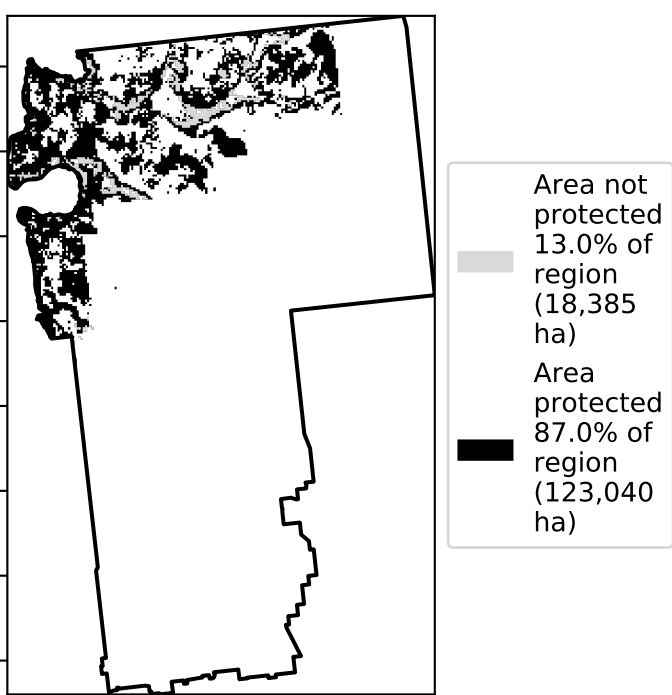 Area not
protected
13.0% of
region
(18,385
ha)
Area
protected
87.0% of
region
(123,040
ha)